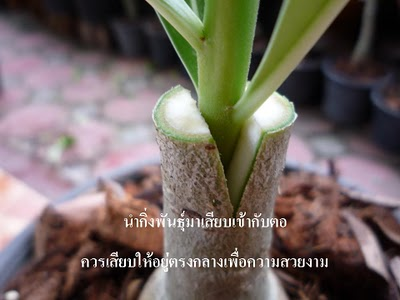 นำกิ่งพันธุ์มาเสียบเข้ากับตอ
ควรเสียบให้อยู่ตรงกลางเพื่อความสวยงาม